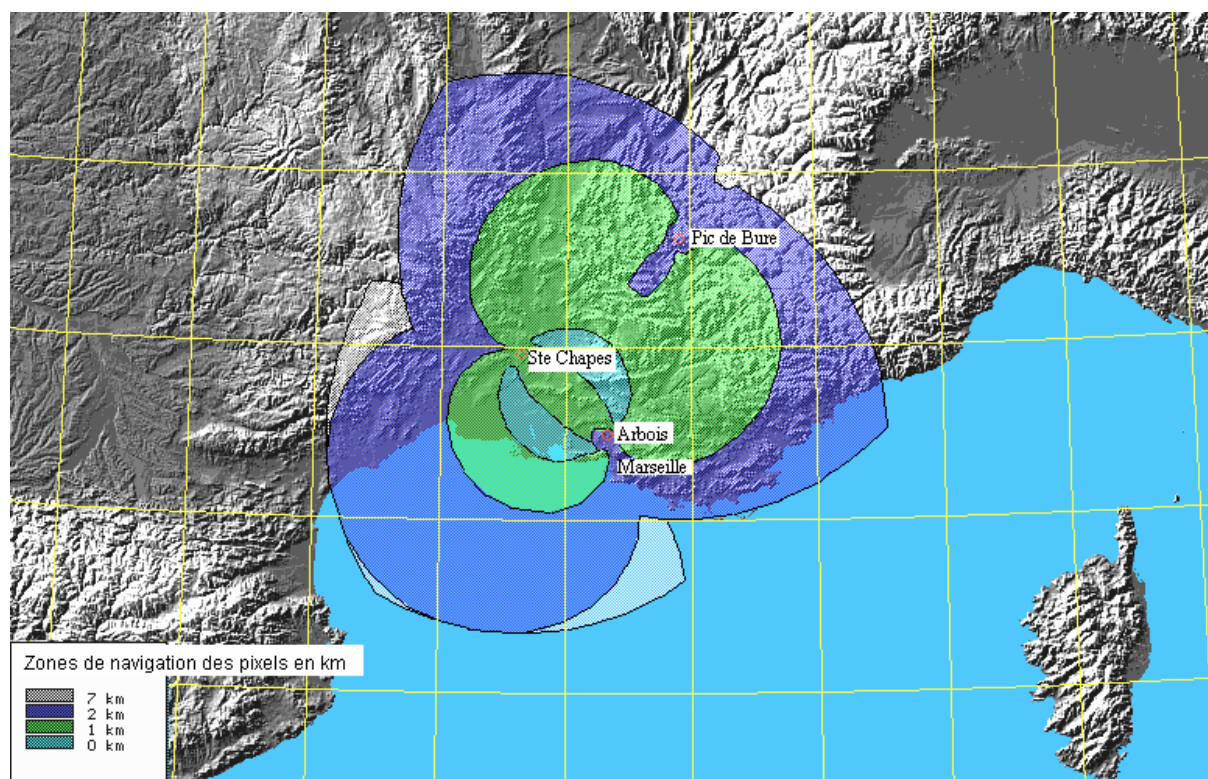 Pic de Bure
Ste Chapes
Arbois
Marseille
Zones de navigation des pixels en km
7 km
2 km
1 km
0 km